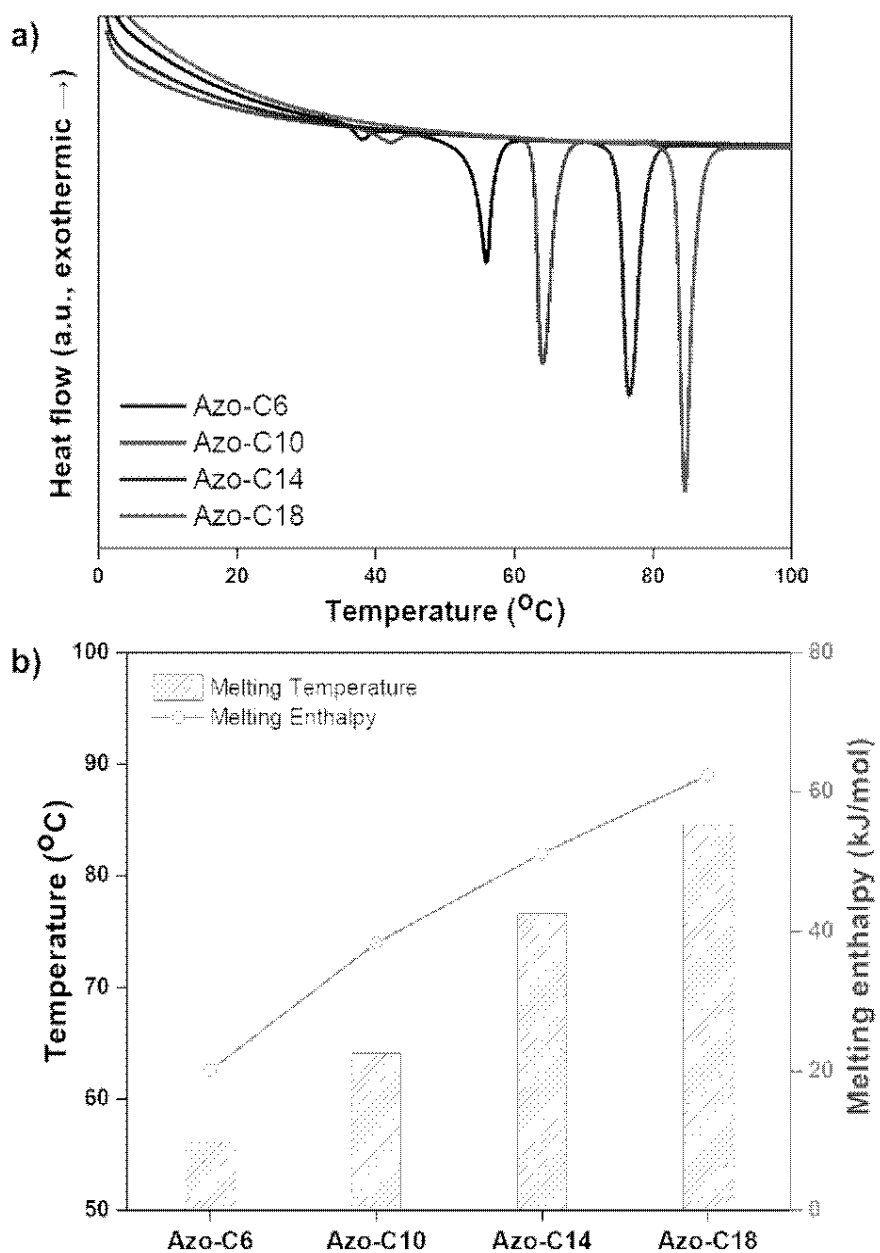 a)
Heat flow (a.u., exothermic →)
Azo-C6
Azo-C10
Azo-C14
Azo-C18
0 20 40 60 80 100
Temperature (ºC)
b)
Melting Temperature
Melting Enthalpy
Temperature (ºC)
100
90
80
70
60
50
80
60
40
20
0
Melting enthalpy (kJ/mol)
Azo-C6 Azo-C10 Azo-C14 Azo-C18